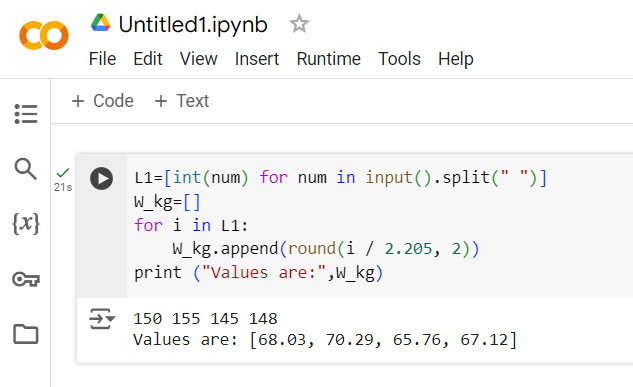 Untitled1.ipynb
File Edit View Insert Runtime Tools Help
+ Code + Text
21s
L1=[int(num) for num in input().split(" ")]
W_kg=[]
for i in L1:
    W_kg.append(round(i / 2.205, 2))
print ("Values are:",W_kg)
{x}
150 155 145 148
Values are: [68.03, 70.29, 65.76, 67.12]